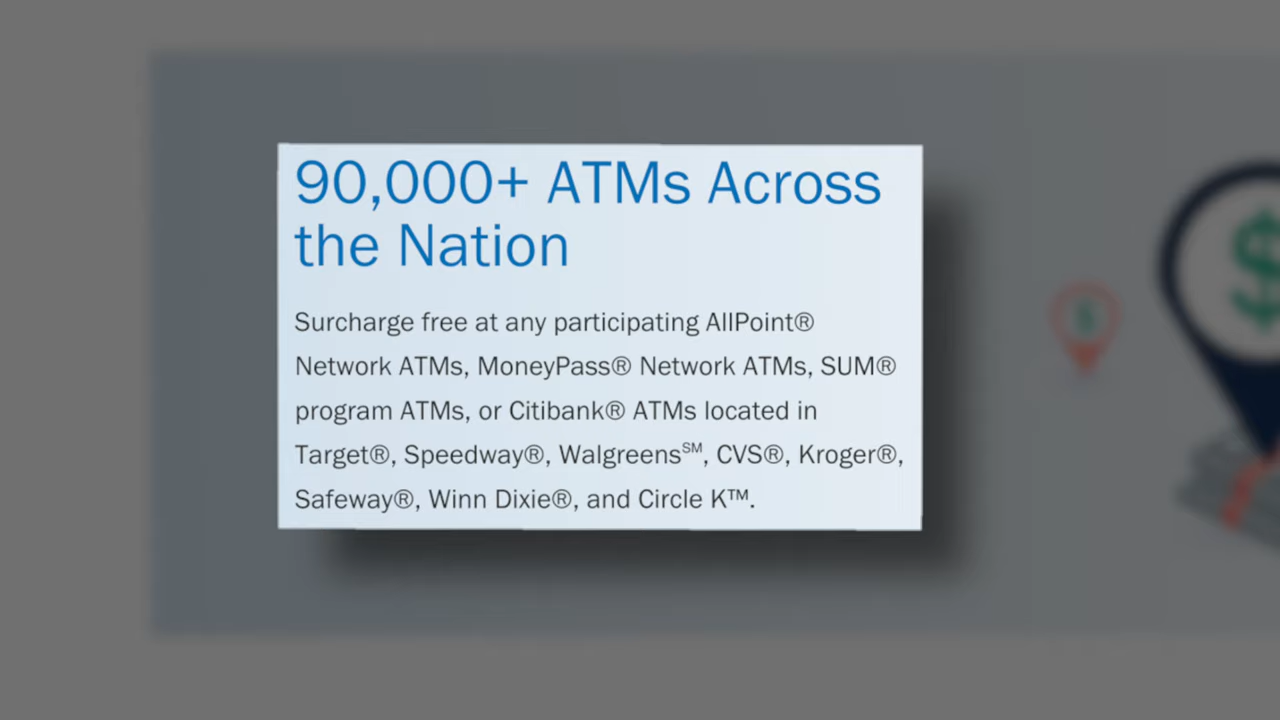 90,000+ ATMs Across
the Nation
Surcharge free at any participating AllPoint®
Network ATMs, MoneyPass® Network ATMs, SUM®
program ATMs, or Citibank® ATMs located in
Target®, Speedway®, Walgreens℠, CVS®, Kroger®,
Safeway®, Winn Dixie®, and Circle K™.
$
$